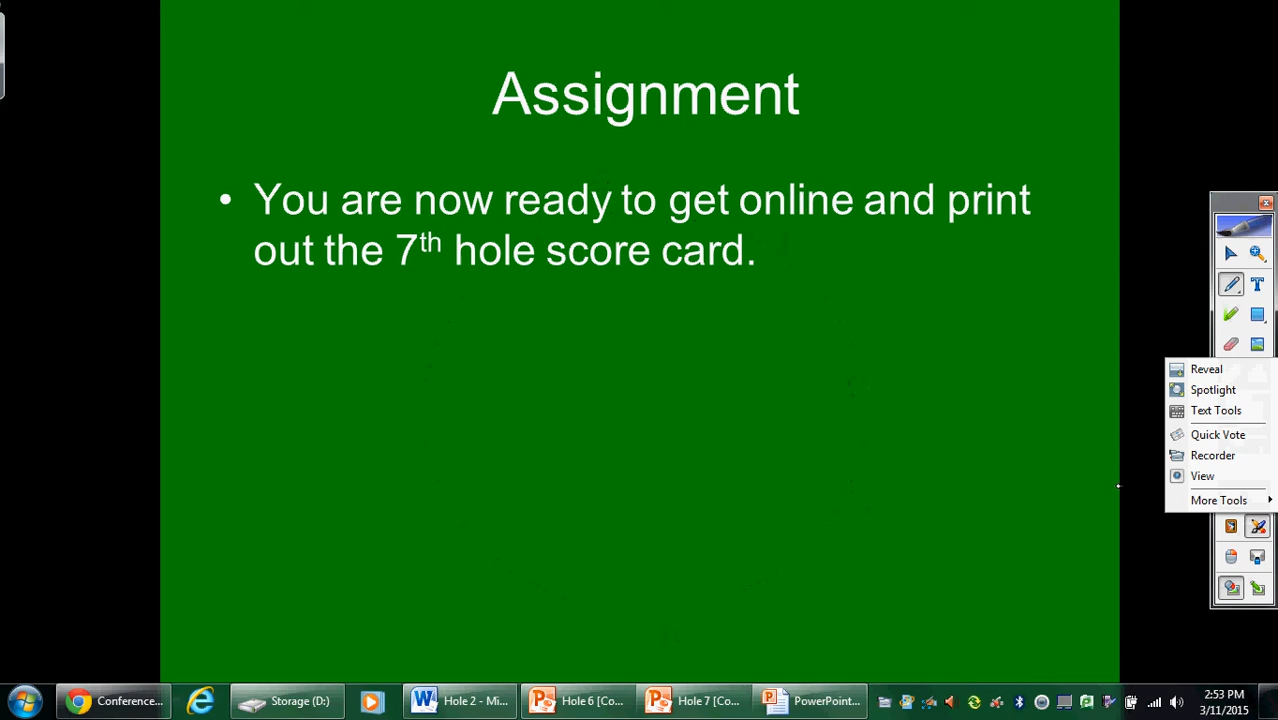 Assignment
• You are now ready to get online and print
out the 7th hole score card.
Reveal
Spotlight
Text Tools
Quick Vote
Recorder
View
More Tools
Conference...
Storage (D:)
Hole 2 - Mi...
Hole 6 [Co...
Hole 7 [Co...
PowerPoint...
2:53 PM
3/11/2015